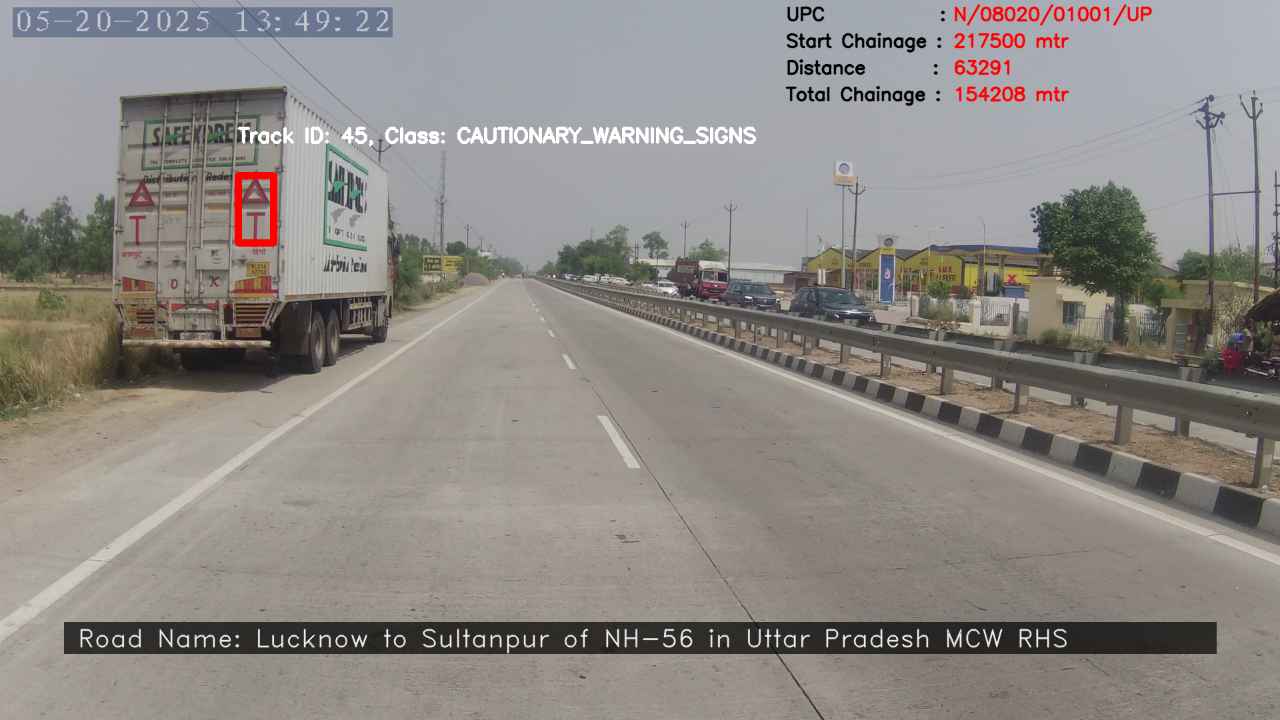 05-20-2025 13:49:22
UPC : N/08020/01001/UP
Start Chainage : 217500 mtr
Distance : 63291
Total Chainage : 154208 mtr
Track ID: 45, Class: CAUTIONARY_WARNING_SIGNS
SAFEXPRESS
T T
D K
Road Name: Lucknow to Sultanpur of NH-56 in Uttar Pradesh MCW RHS